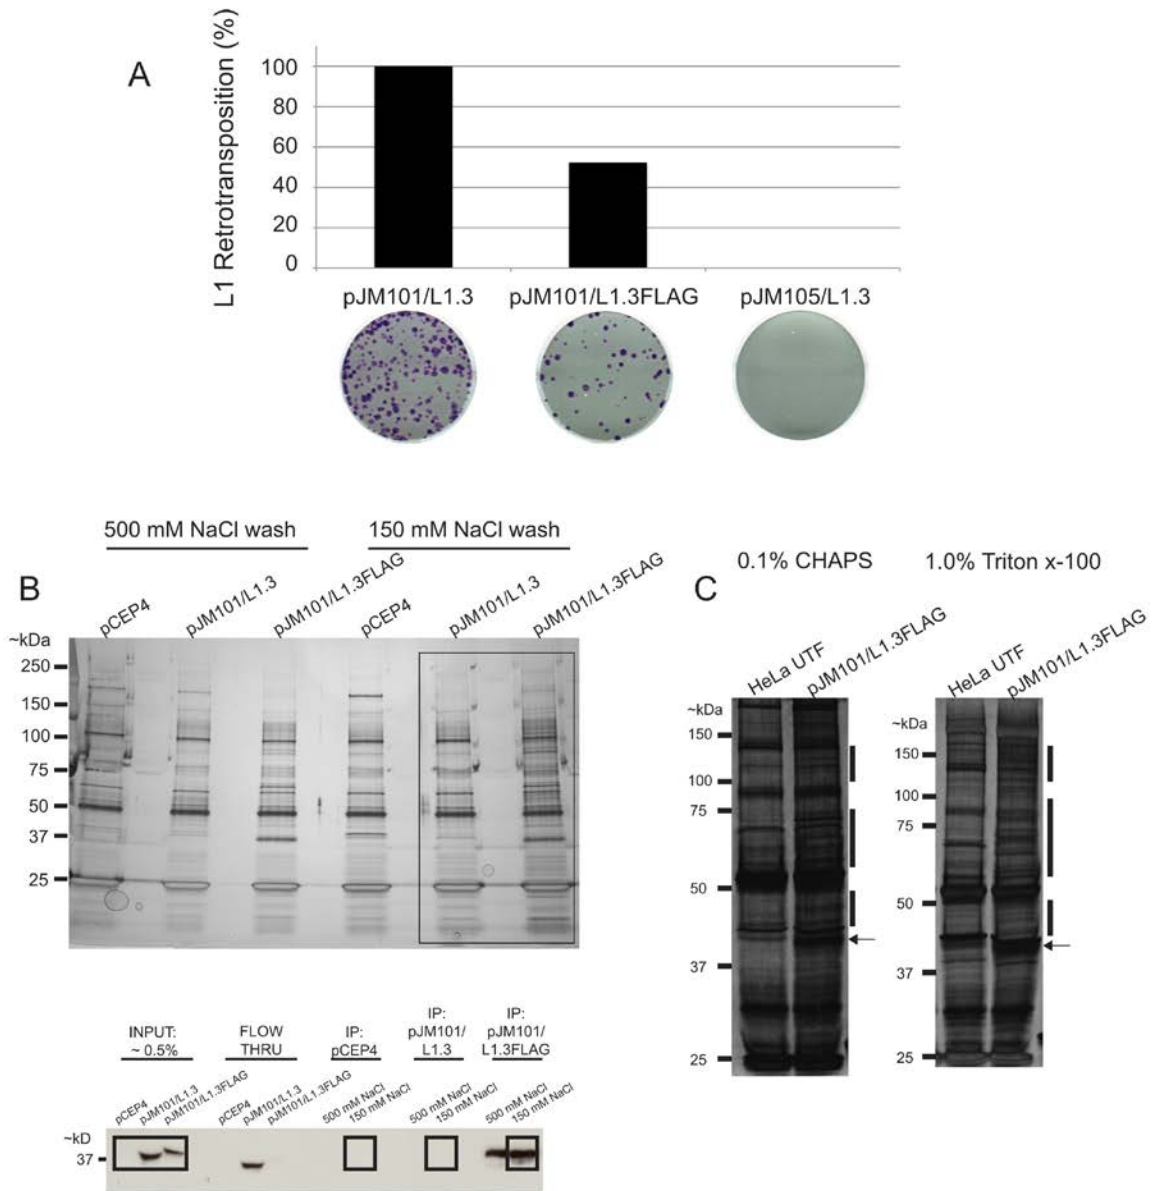 A
L1 Retrotransposition (%)
100
80
60
40
20
0
pJM101/L1.3
pJM101/L1.3FLAG
pJM105/L1.3
B
500 mM NaCl wash
150 mM NaCl wash
pCEP4
pJM101/L1.3
pJM101/L1.3FLAG
pCEP4
pJM101/L1.3
pJM101/L1.3FLAG
~kDa
250
150
100
75
50
37
25
INPUT:
~ 0.5%
FLOW
THRU
IP:
pCEP4
IP:
pJM101/
L1.3
IP:
pJM101/
L1.3FLAG
pCEP4
pJM101/L1.3
pJM101/L1.3FLAG
pCEP4
pJM101/L1.3
pJM101/L1.3FLAG
500 mM NaCl
150 mM NaCl
500 mM NaCl
150 mM NaCl
500 mM NaCl
150 mM NaCl
~kD
37
C
0.1% CHAPS
1.0% Triton x-100
HeLa UTF
pJM101/L1.3FLAG
~kDa
150
100
75
50
37
25
HeLa UTF
pJM101/L1.3FLAG
~kDa
150
100
75
50
37
25